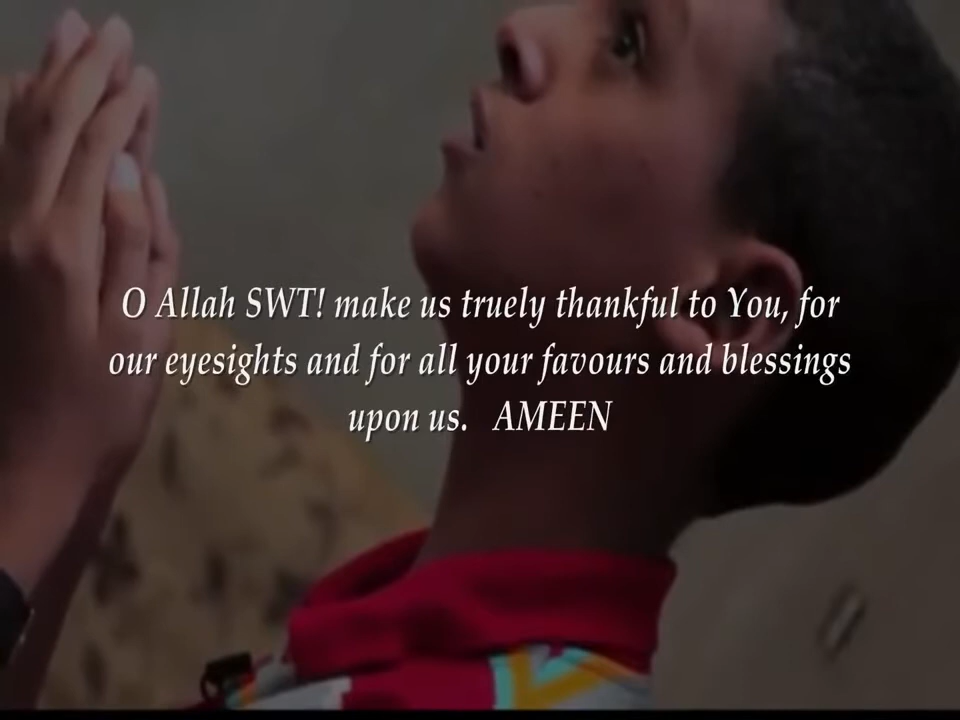 O Allah SWT! make us truely thankful to You, for
our eyesights and for all your favours and blessings
upon us. AMEEN